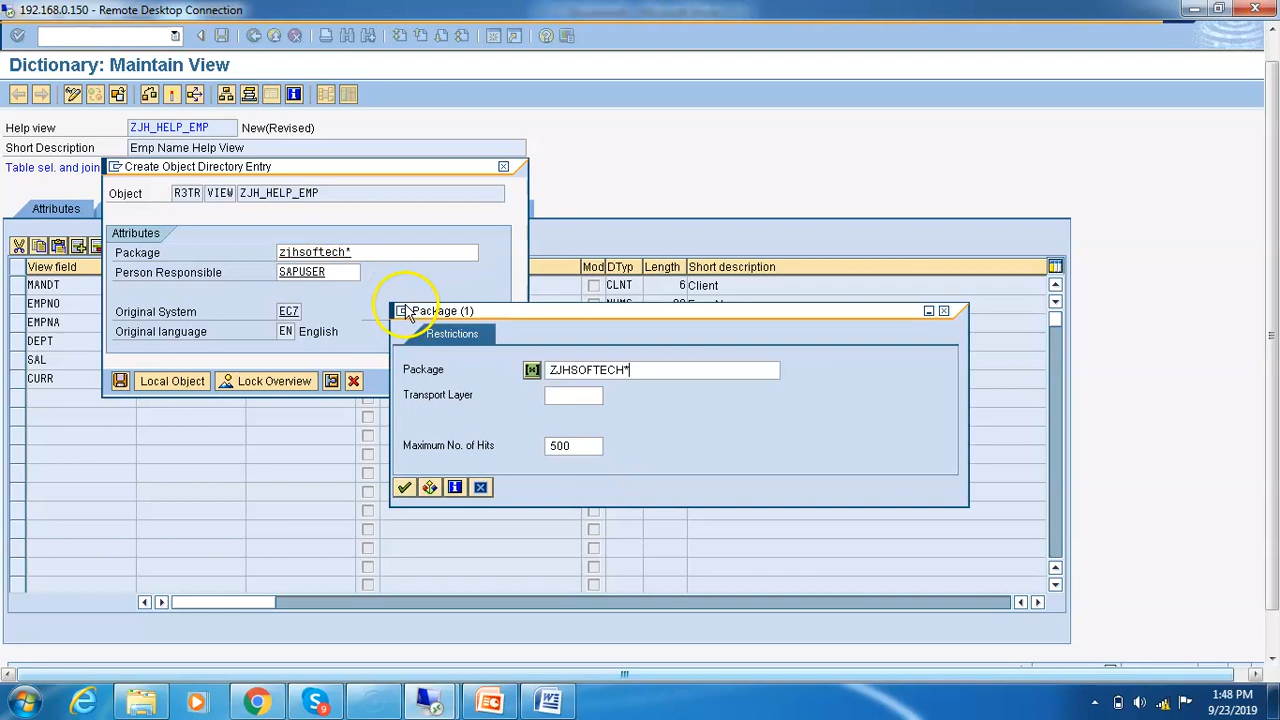 192.168.0.150 - Remote Desktop Connection
Dictionary: Maintain View
Help view ZJH_HELP_EMP New(Revised)
Short Description Emp Name Help View
Table sel. and join
Create Object Directory Entry
Object R3TR VIEW ZJH_HELP_EMP
Attributes
Attributes
Package zjhsoftech*
Person Responsible SAPUSER
Original System EC7
Original language EN English
Local Object Lock Overview
View field Mod DTyp Length Short description
MANDT CLNT 6 Client
EMPNO
EMPNA
DEPT
SAL
CURR
Package (1)
Restrictions
Package ZJHSOFTECH*
Transport Layer
Maximum No. of Hits 500
1:48 PM
9/23/2019